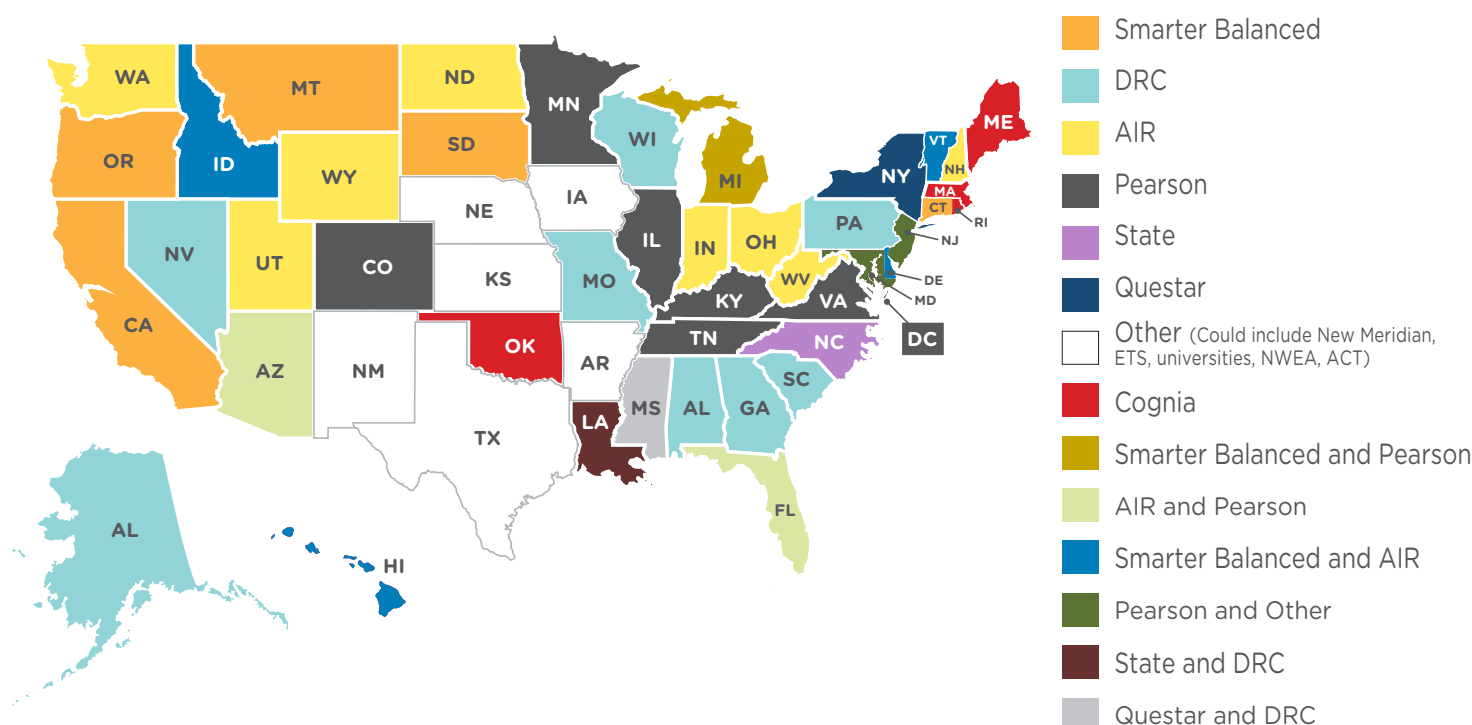 WA
MT
ND
MN
OR
ID
WY
SD
WI
MI
NY
VT
NH
ME
MA
CT
RI
NV
UT
CO
NE
IA
IL
IN
OH
PA
NJ
DE
MD
CA
KS
MO
KY
WV
VA
DC
AZ
NM
OK
AR
TN
NC
TX
LA
MS
AL
GA
SC
FL
AL
HI
Smarter Balanced
DRC
AIR
Pearson
State
Questar
Other (Could include New Meridian,
ETS, universities, NWEA, ACT)
Cognia
Smarter Balanced and Pearson
AIR and Pearson
Smarter Balanced and AIR
Pearson and Other
State and DRC
Questar and DRC